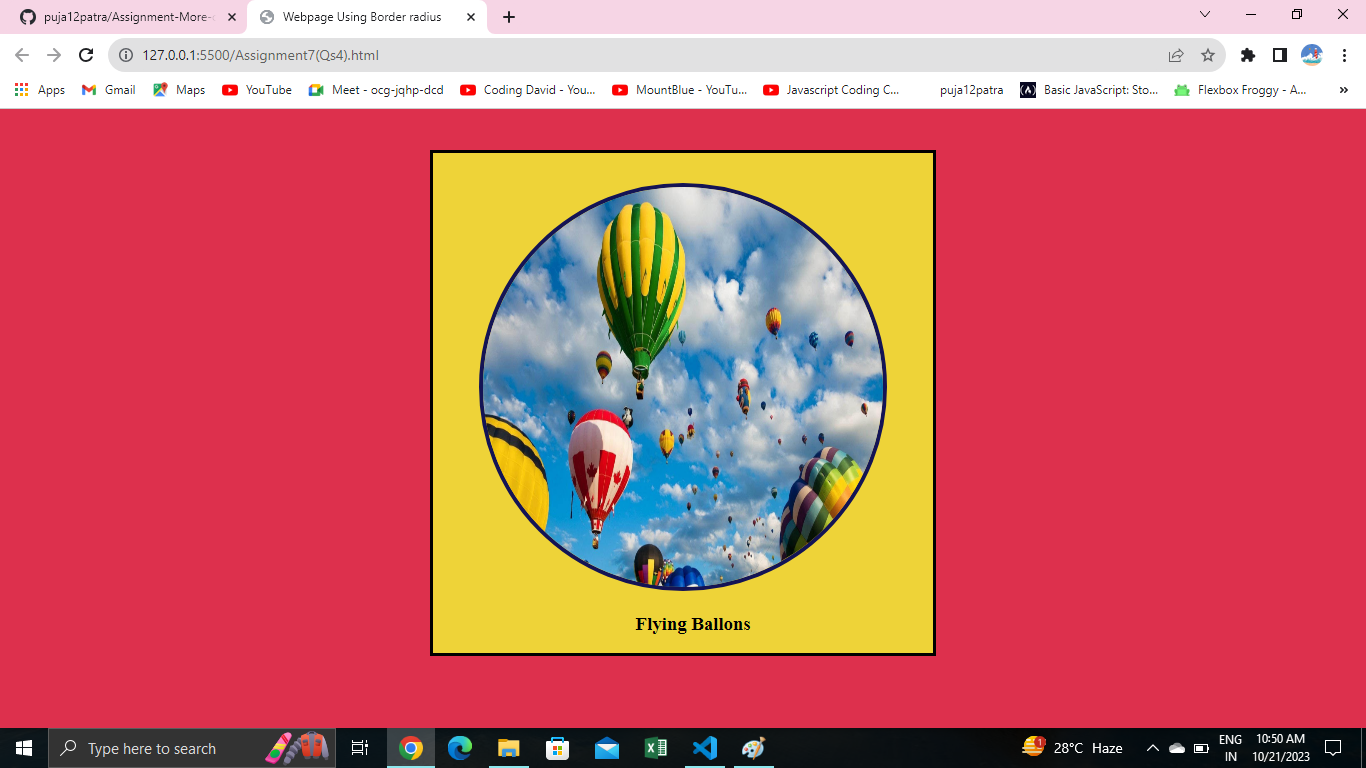 puja12patra/Assignment-More-
Webpage Using Border radius
127.0.0.1:5500/Assignment7(Qs4).html
Apps
Gmail
Maps
YouTube
Meet - ocg-jqhp-dcd
Coding David - You...
MountBlue - YouTu...
Javascript Coding C...
puja12patra
Basic JavaScript: Sto...
Flexbox Froggy - A...
»
Flying Ballons
Type here to search
1
28°C Haze
ENG
IN
10:50 AM
10/21/2023